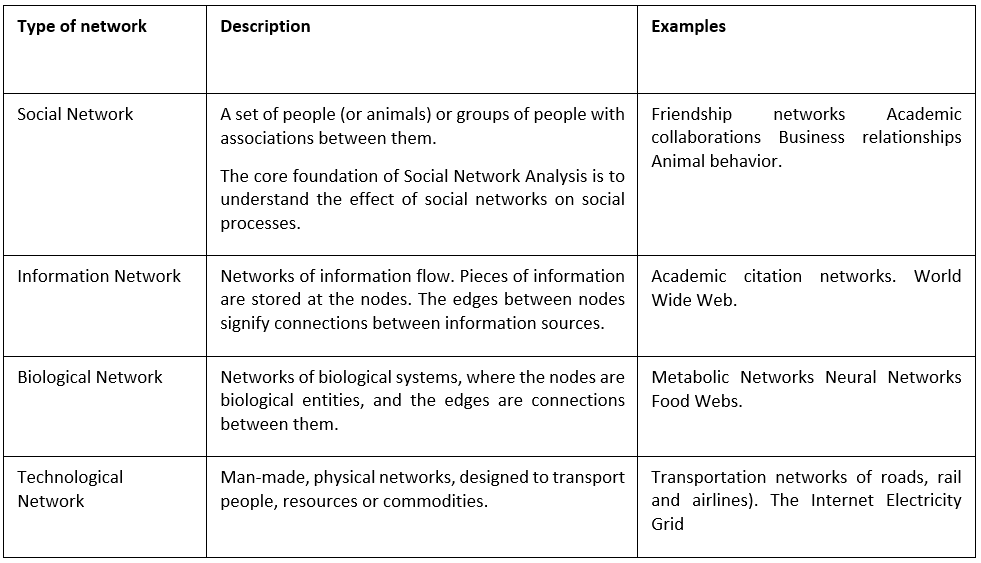 Type of network
Description
Examples
Social Network
A set of people (or animals) or groups of people with
associations between them.
The core foundation of Social Network Analysis is to
understand the effect of social networks on social
processes.
Friendship networks Academic
collaborations Business relationships
Animal behavior.
Information Network
Networks of information flow. Pieces of information
are stored at the nodes. The edges between nodes
signify connections between information sources.
Academic citation networks. World
Wide Web.
Biological Network
Networks of biological systems, where the nodes are
biological entities, and the edges are connections
between them.
Metabolic Networks Neural Networks
Food Webs.
Technological
Network
Man-made, physical networks, designed to transport
people, resources or commodities.
Transportation networks of roads, rail
and airlines). The Internet Electricity
Grid